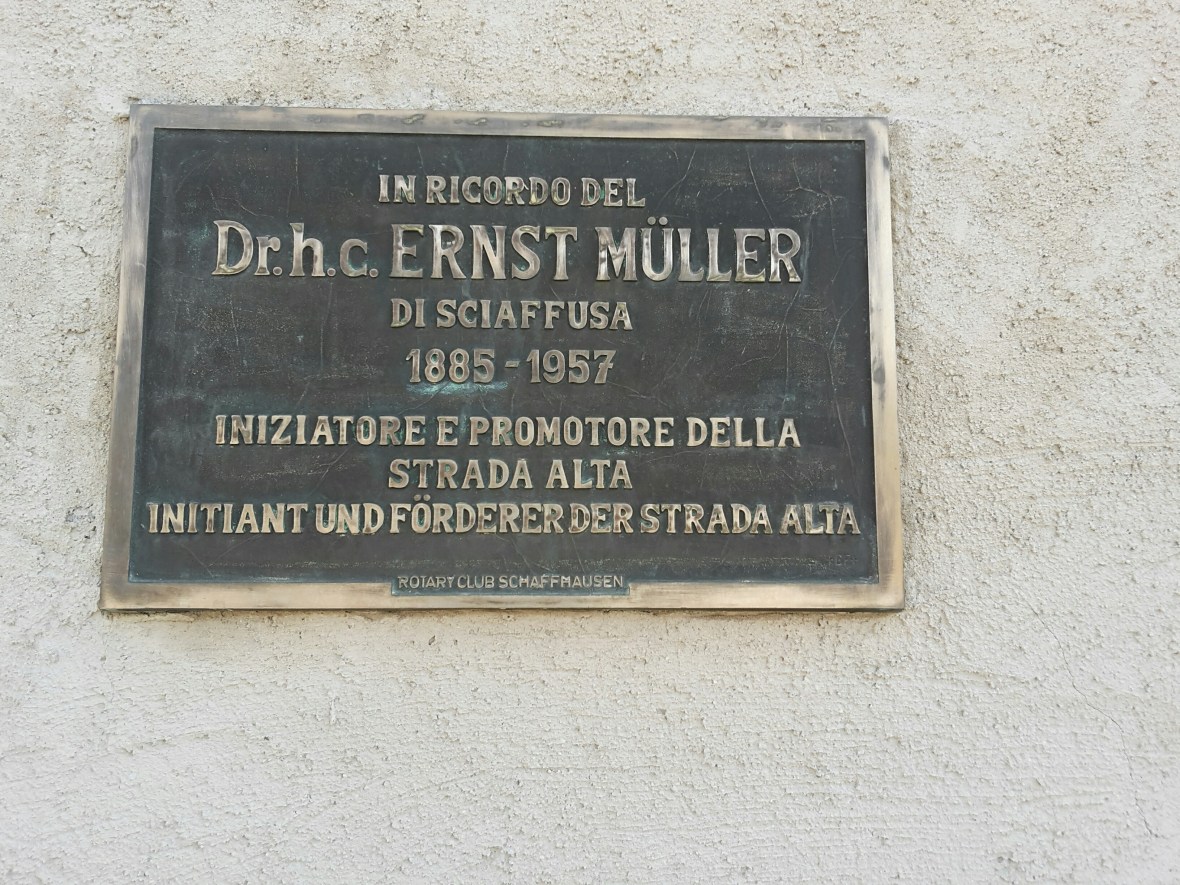 IN RICORDO DEL
Dr. h. c. ERNST MÜLLER
DI SCIAFFUSA
1885 - 1957
INIZIATORE E PROMOTORE DELLA
STRADA ALTA
INITIANT UND FÖRDERER DER STRADA ALTA
ROTARY CLUB SCHAFFHAUSEN